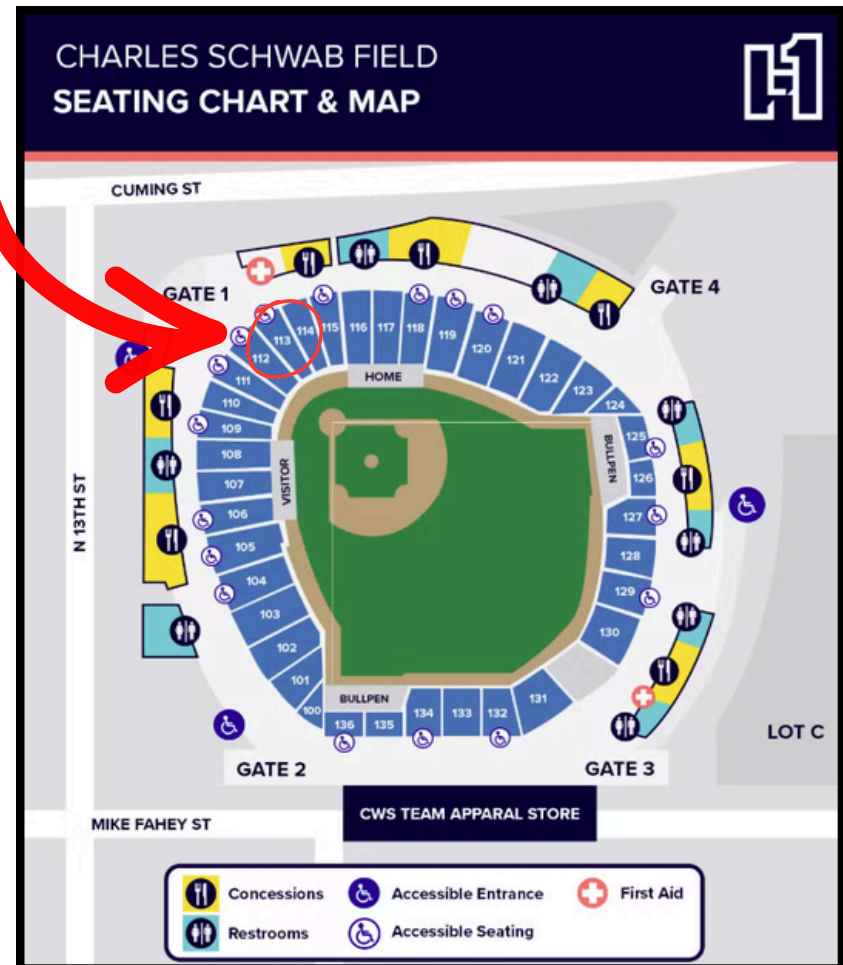 CHARLES SCHWAB FIELD
SEATING CHART & MAP
H1
CUMING ST
GATE 1
GATE 4
N 13TH ST
114
115
116
117
118
119
113
120
112
121
111
122
110
123
109
124
108
125
107
126
106
127
105
128
104
129
103
130
102
101
100
131
136
135
134
133
132
HOME
VISITOR
BULLPEN
BULLPEN
LOT C
GATE 2
GATE 3
MIKE FAHEY ST
CWS TEAM APPARAL STORE
Concessions
Accessible Entrance
First Aid
Restrooms
Accessible Seating